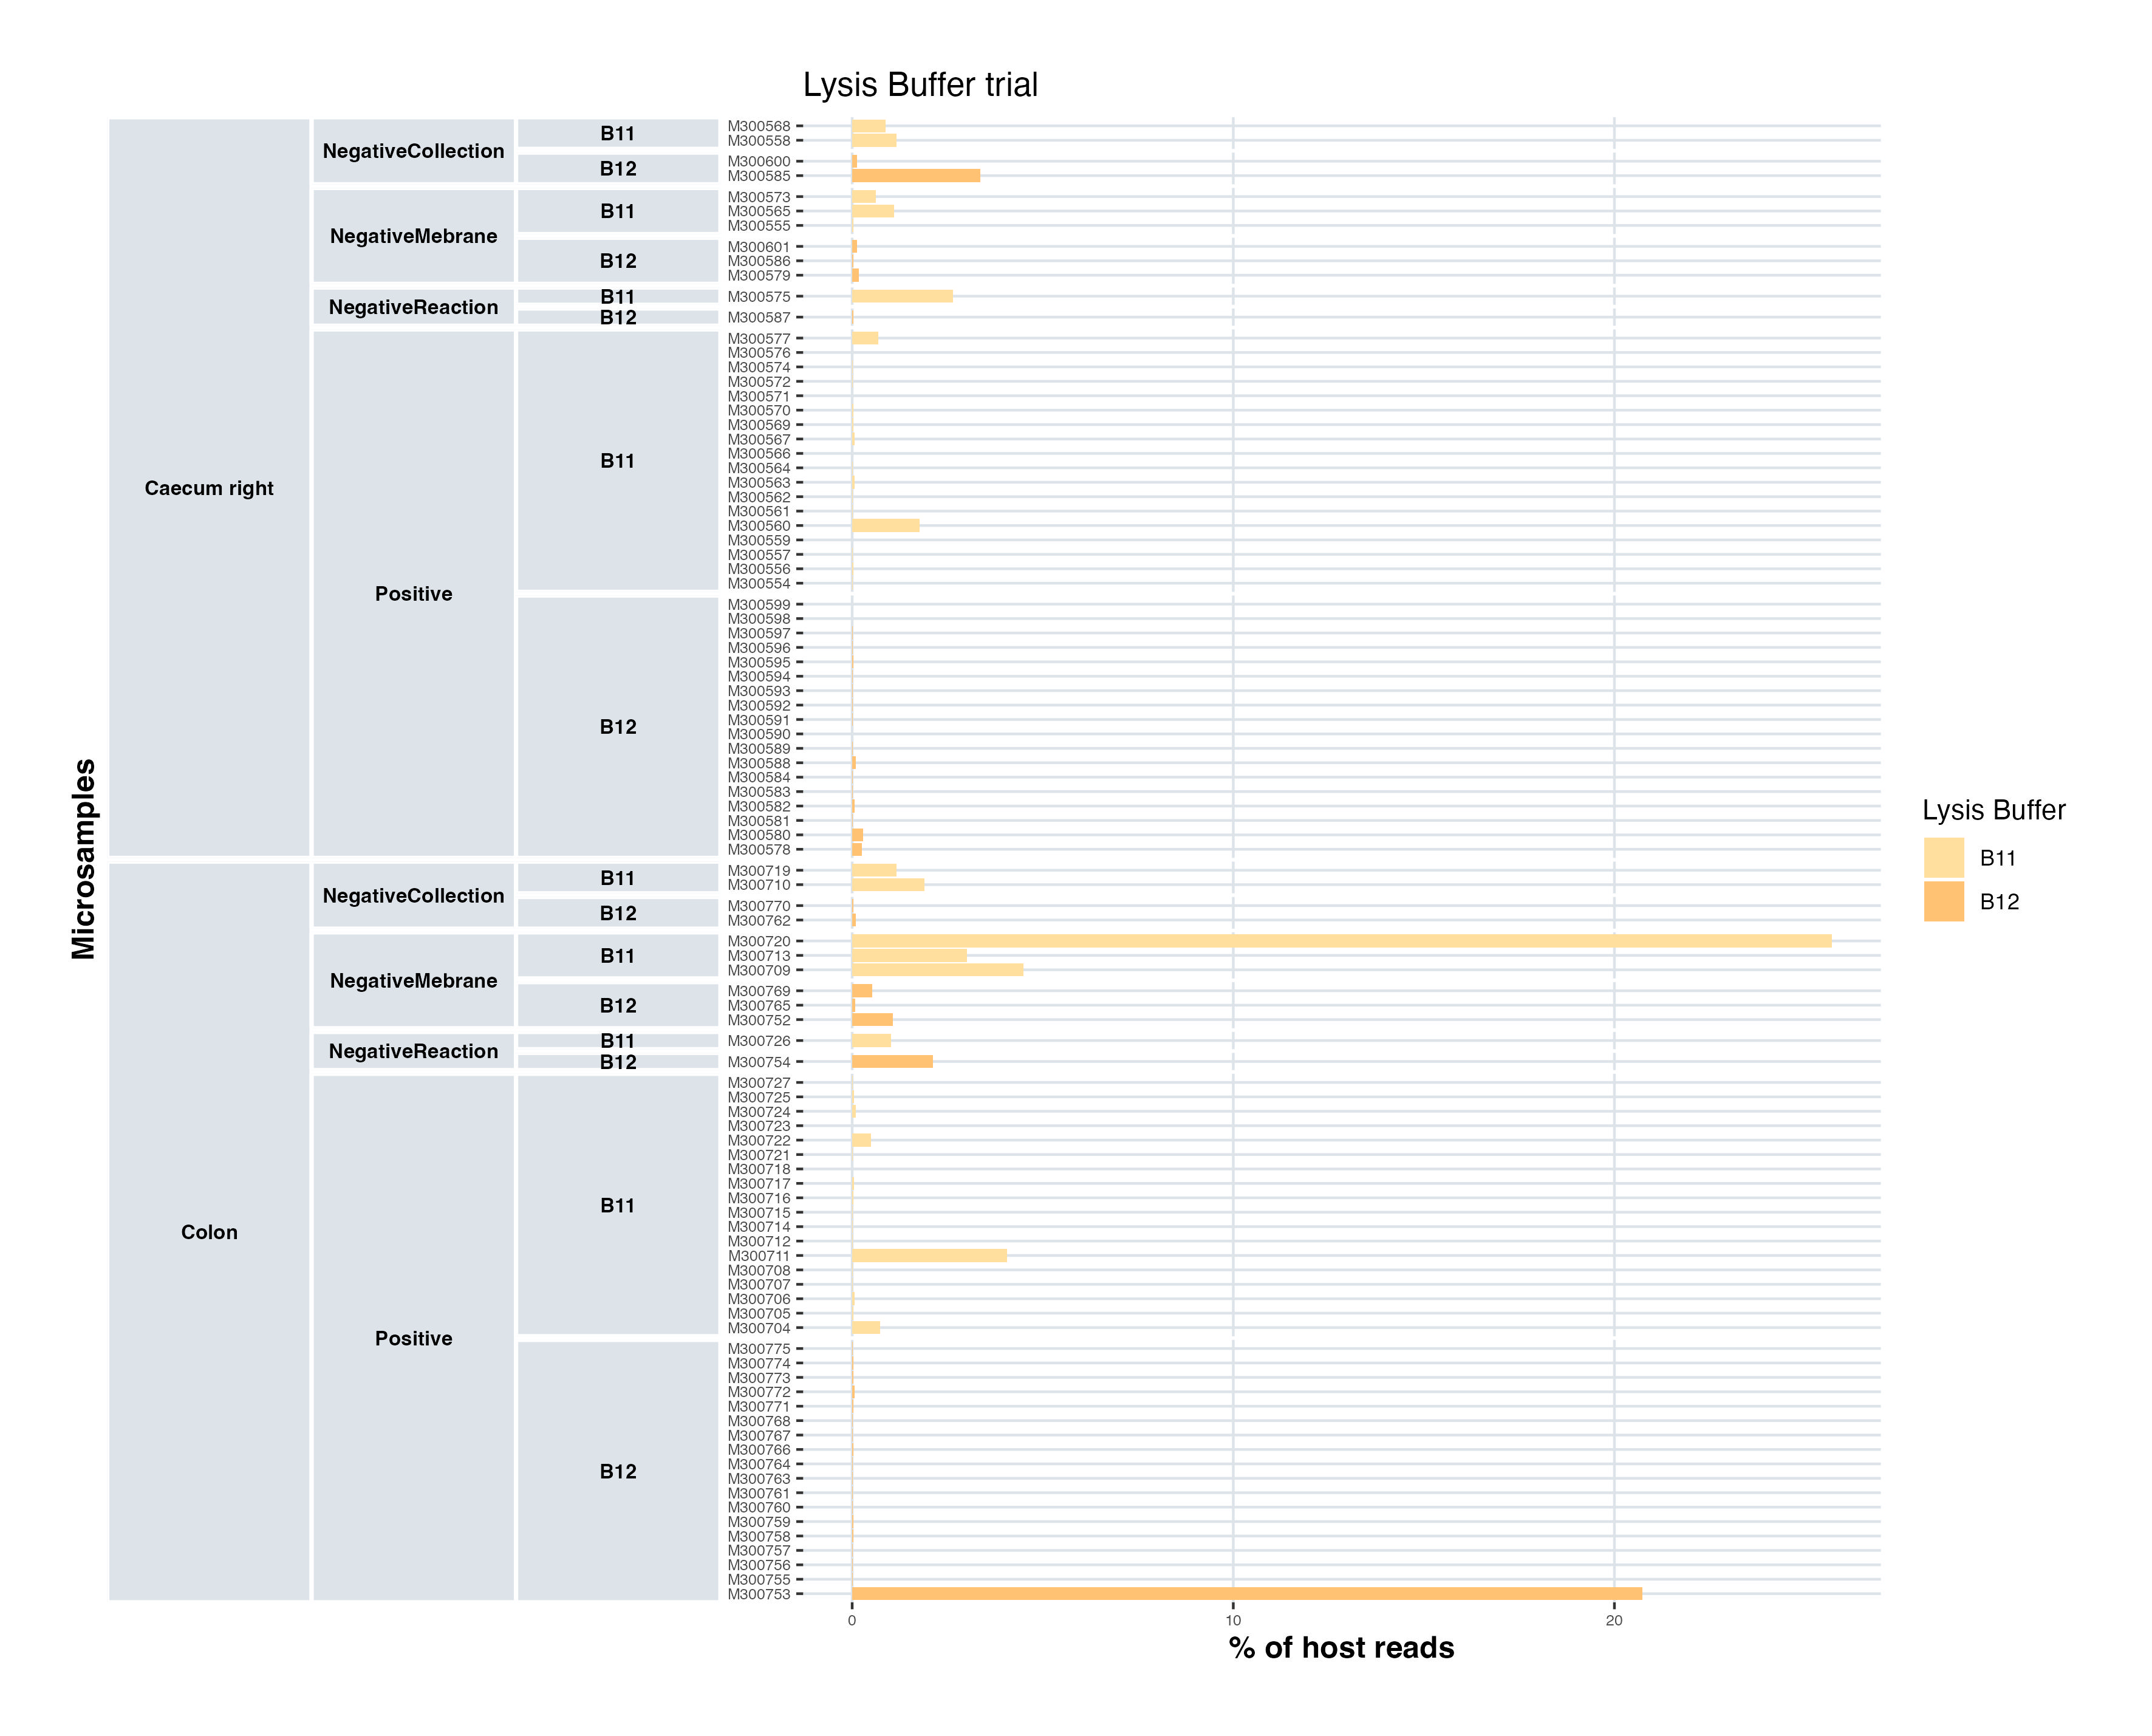 Lysis Buffer trial
Microsamples
Caecum right
NegativeCollection
B11
M300568
M300558
B12
M300600
M300585
NegativeMebrane
B11
M300573
M300565
M300555
B12
M300601
M300586
M300579
NegativeReaction
B11
M300575
B12
M300587
Positive
B11
M300577
M300576
M300574
M300572
M300571
M300570
M300569
M300567
M300566
M300564
M300563
M300562
M300561
M300560
M300559
M300557
M300556
M300554
B12
M300599
M300598
M300597
M300596
M300595
M300594
M300593
M300592
M300591
M300590
M300589
M300588
M300584
M300583
M300582
M300581
M300580
M300578
Colon
NegativeCollection
B11
M300719
M300710
B12
M300770
M300762
NegativeMebrane
B11
M300720
M300713
M300709
B12
M300769
M300765
M300752
NegativeReaction
B11
M300726
B12
M300754
Positive
B11
M300727
M300725
M300724
M300723
M300722
M300721
M300718
M300717
M300716
M300715
M300714
M300712
M300711
M300708
M300707
M300706
M300705
M300704
B12
M300775
M300774
M300773
M300772
M300771
M300768
M300767
M300766
M300764
M300763
M300761
M300760
M300759
M300758
M300757
M300756
M300755
M300753
0 10 20
% of host reads
Lysis Buffer
B11
B12